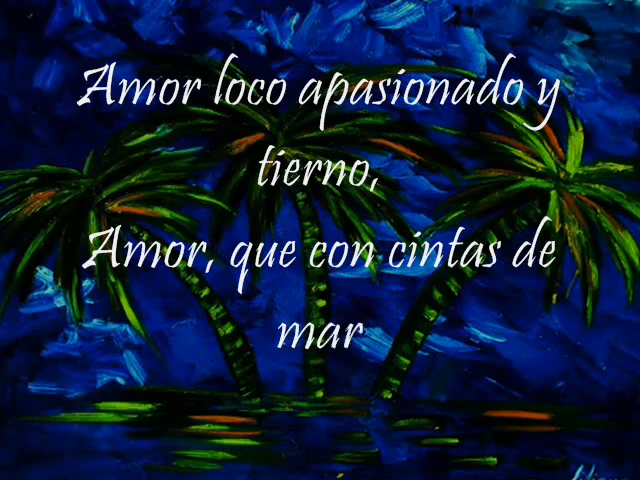 Amor loco apasionado y
tierno,
Amor, que con cintas de
mar